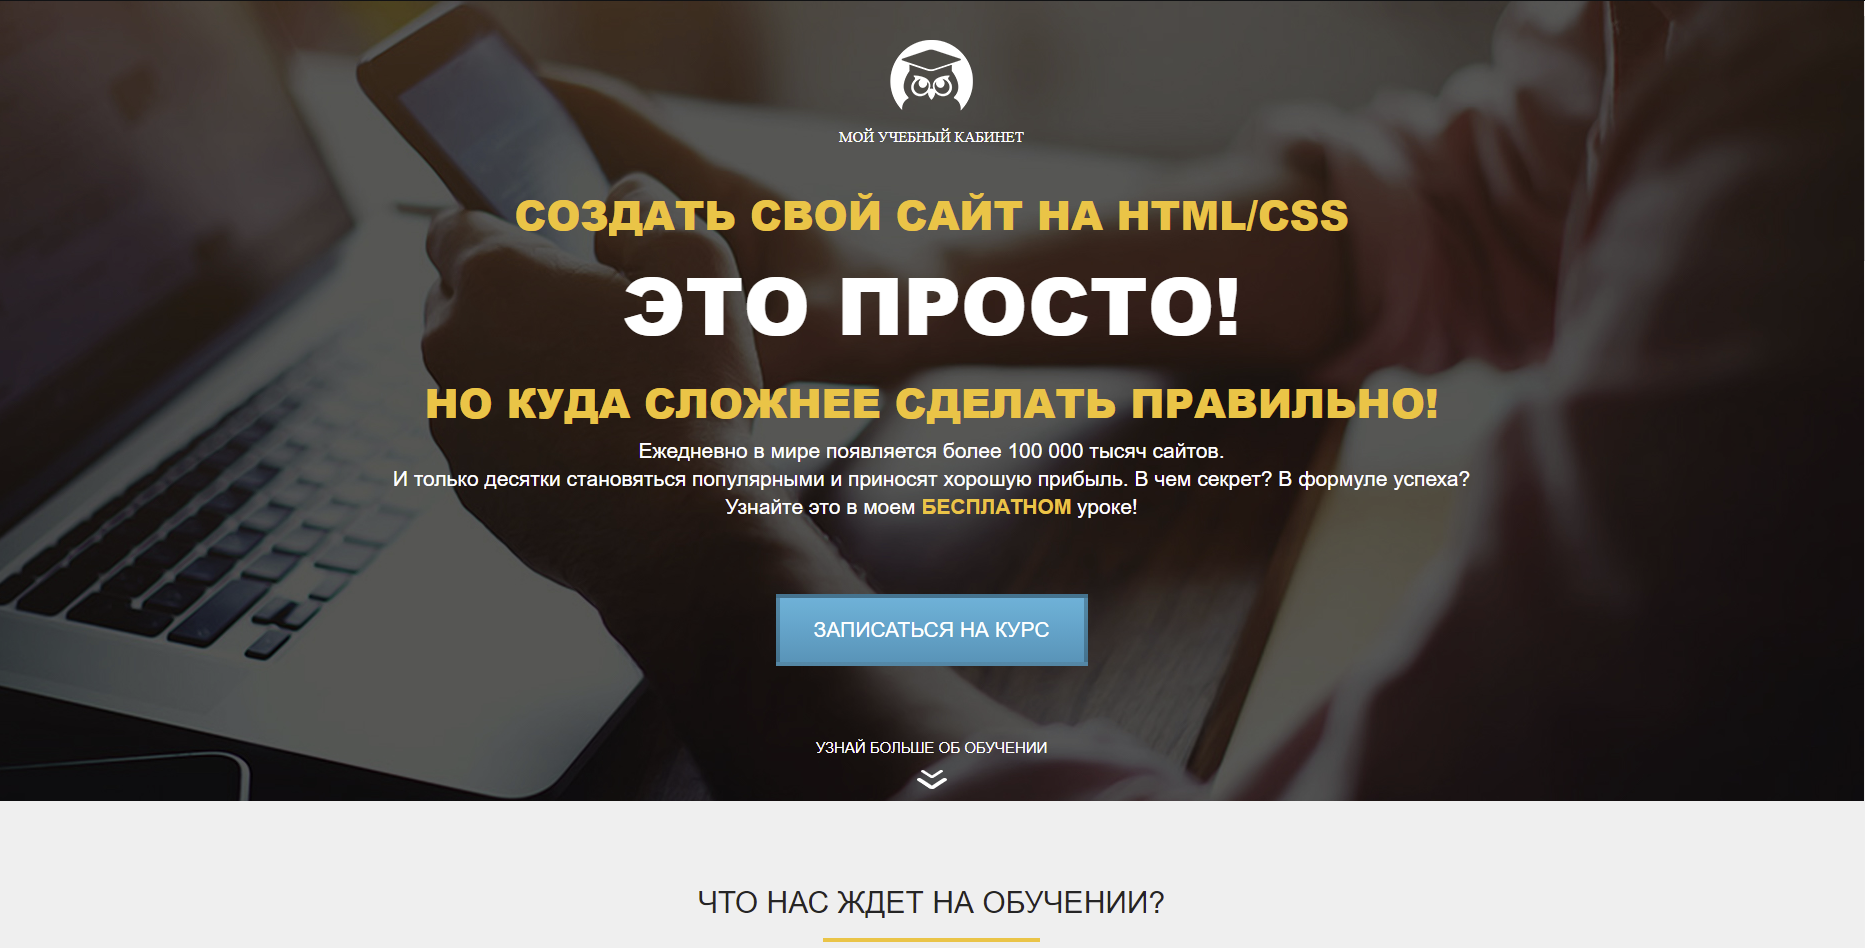 МОЙ УЧЕБНЫЙ КАБИНЕТ
СОЗДАТЬ СВОЙ САЙТ НА HTML/CSS
ЭТО ПРОСТО!
НО КУДА СЛОЖНЕЕ СДЕЛАТЬ ПРАВИЛЬНО!
Ежедневно в мире появляется более 100 000 тысяч сайтов.
И только десятки становяться популярными и приносят хорошую прибыль. В чем секрет? В формуле успеха?
Узнайте это в моем БЕСПЛАТНОМ уроке!
ЗАПИСАТЬСЯ НА КУРС
УЗНАЙ БОЛЬШЕ ОБ ОБУЧЕНИИ
ЧТО НАС ЖДЕТ НА ОБУЧЕНИИ?